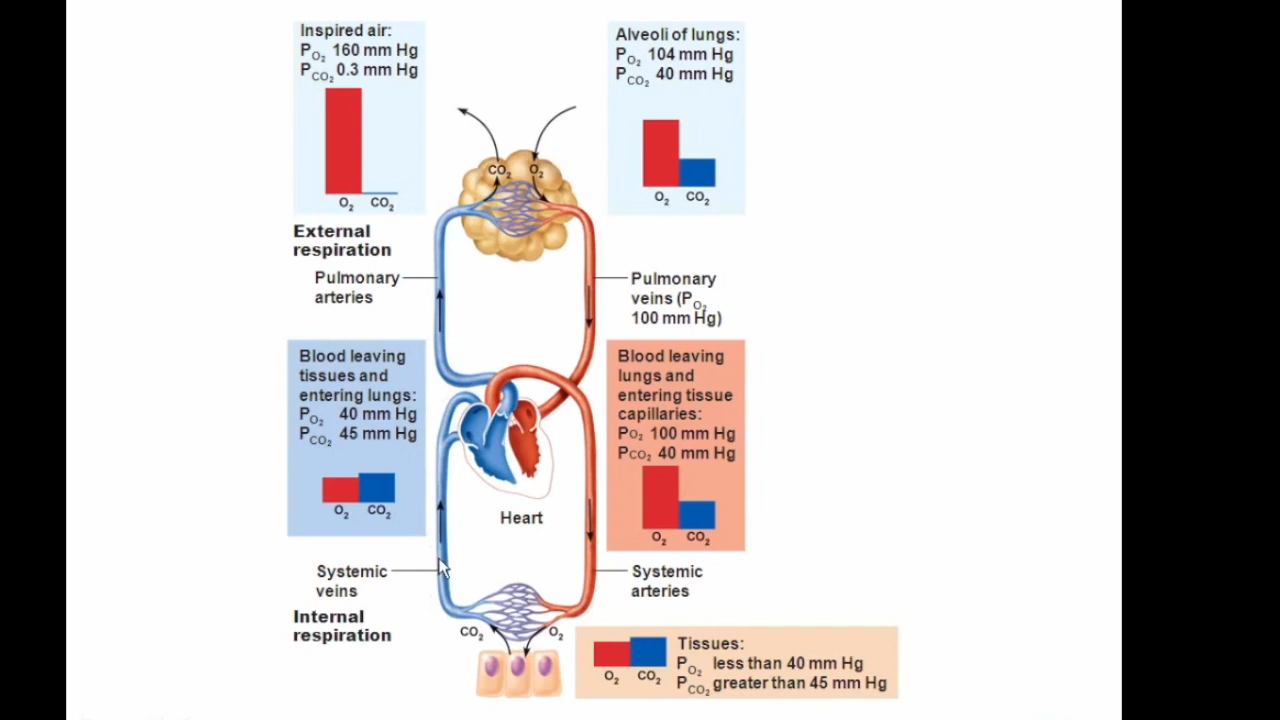 Inspired air:
PO2 160 mm Hg
PCO2 0.3 mm Hg
O2 CO2
Alveoli of lungs:
PO2 104 mm Hg
PCO2 40 mm Hg
O2 CO2
CO2 O2
External
respiration
Pulmonary
arteries
Pulmonary
veins (PO2
100 mm Hg)
Blood leaving
tissues and
entering lungs:
PO2 40 mm Hg
PCO2 45 mm Hg
O2 CO2
Blood leaving
lungs and
entering tissue
capillaries:
PO2 100 mm Hg
PCO2 40 mm Hg
O2 CO2
Heart
Systemic
veins
Systemic
arteries
Internal
respiration
CO2 O2
O2 CO2
Tissues:
PO2 less than 40 mm Hg
PCO2 greater than 45 mm Hg